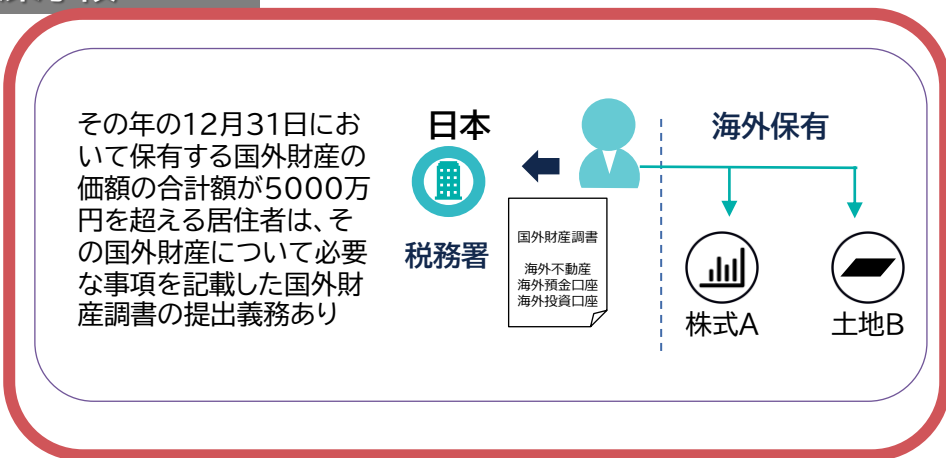 その年の12月31日にお
いて保有する国外財産の
価額の合計額が5000万
円を超える居住者は、そ
の国外財産について必要
な事項を記載した国外財
産調書の提出義務あり
日本
税務署
国外財産調書
海外不動産
海外預金口座
海外投資口座
海外保有
株式A
土地B